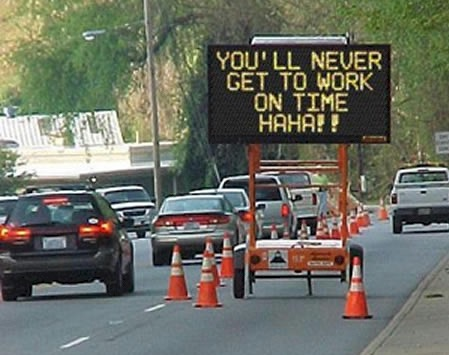 YOU'LL NEVER
GET TO WORK
ON TIME
HAHA!!